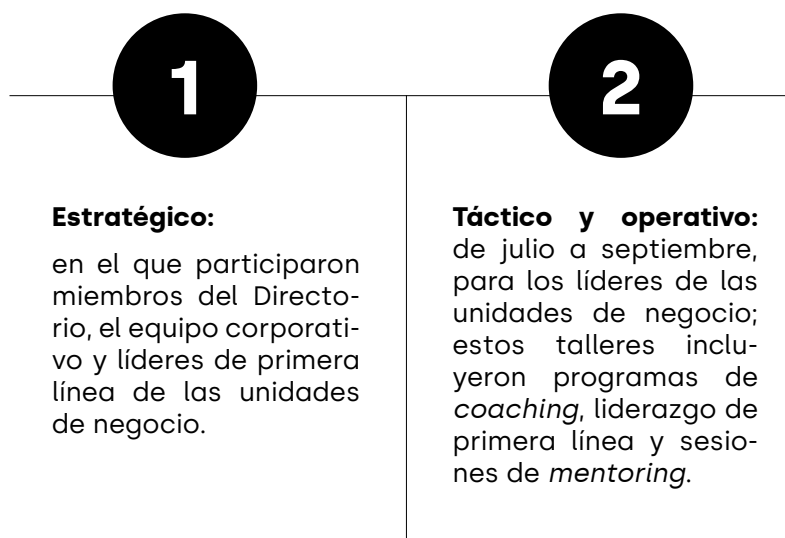 1
Estratégico:
en el que participaron
miembros del Directo-
rio, el equipo corporati-
vo y líderes de primera
línea de las unidades
de negocio.
2
Táctico y operativo:
de julio a septiembre,
para los líderes de las
unidades de negocio;
estos talleres inclu-
yeron programas de
coaching, liderazgo de
primera línea y sesio-
nes de mentoring.